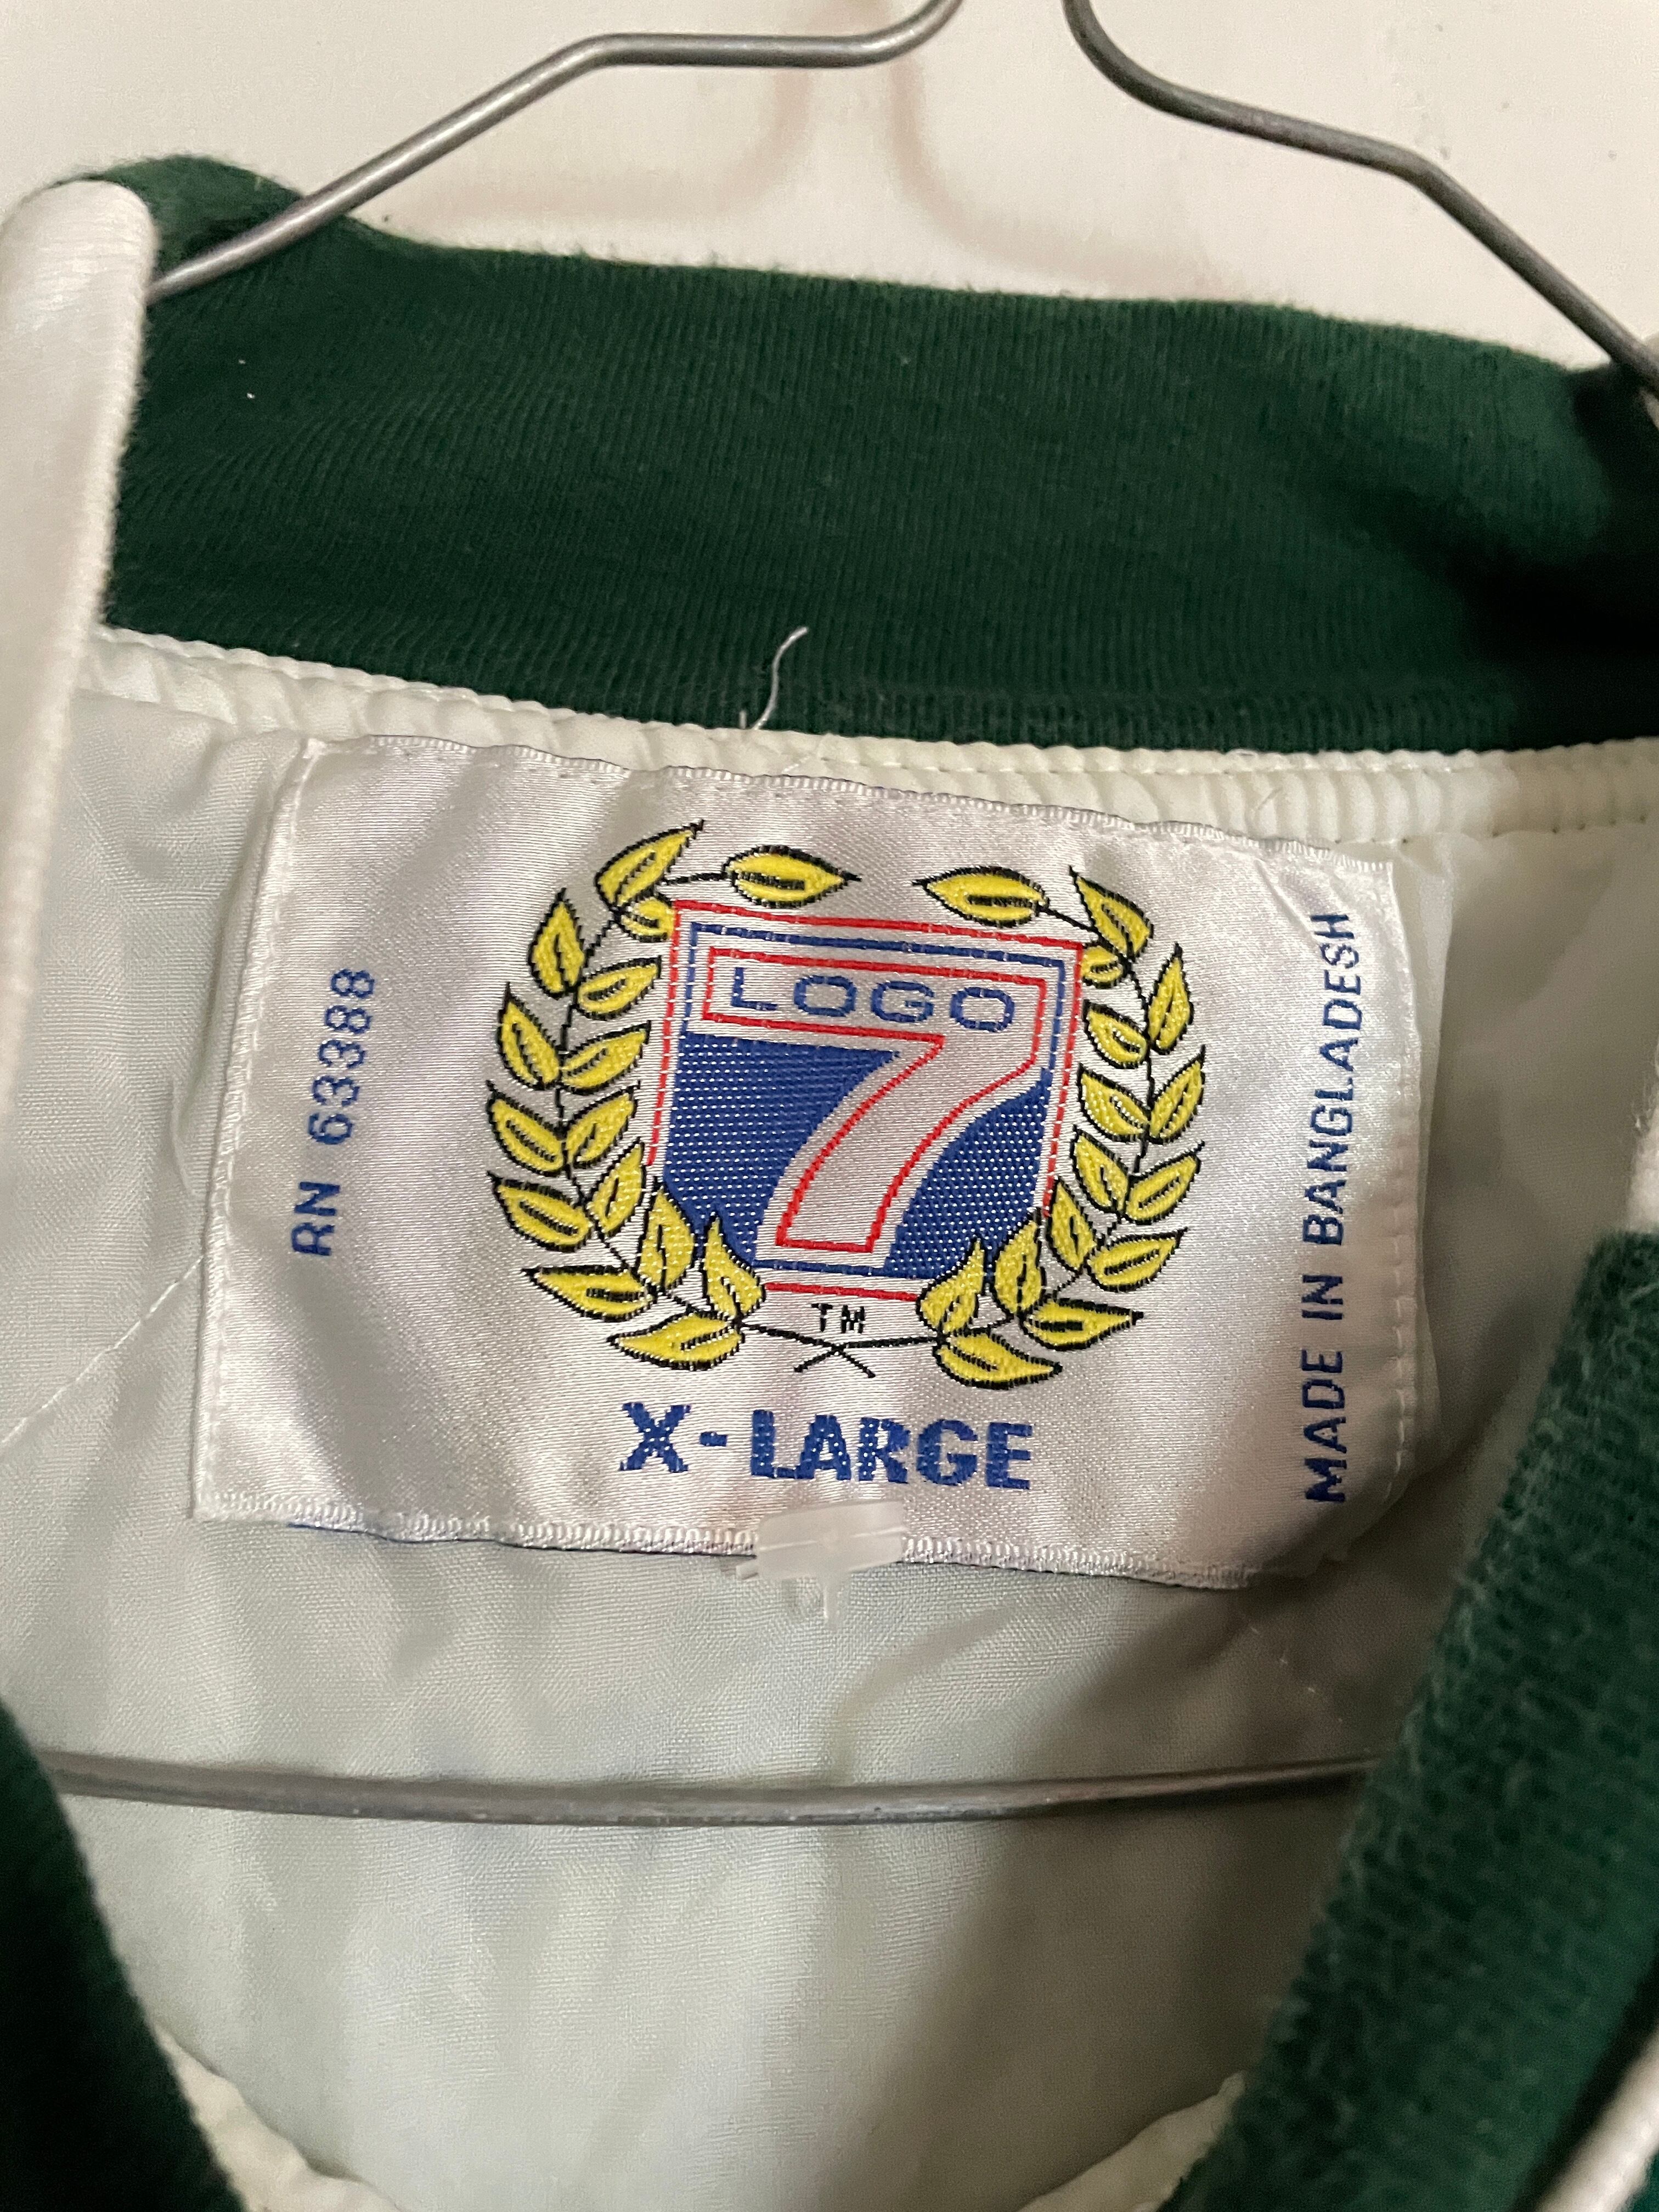 RN 63388
LOGO
7
TM
X-LARGE
MADE IN BANGLADESH